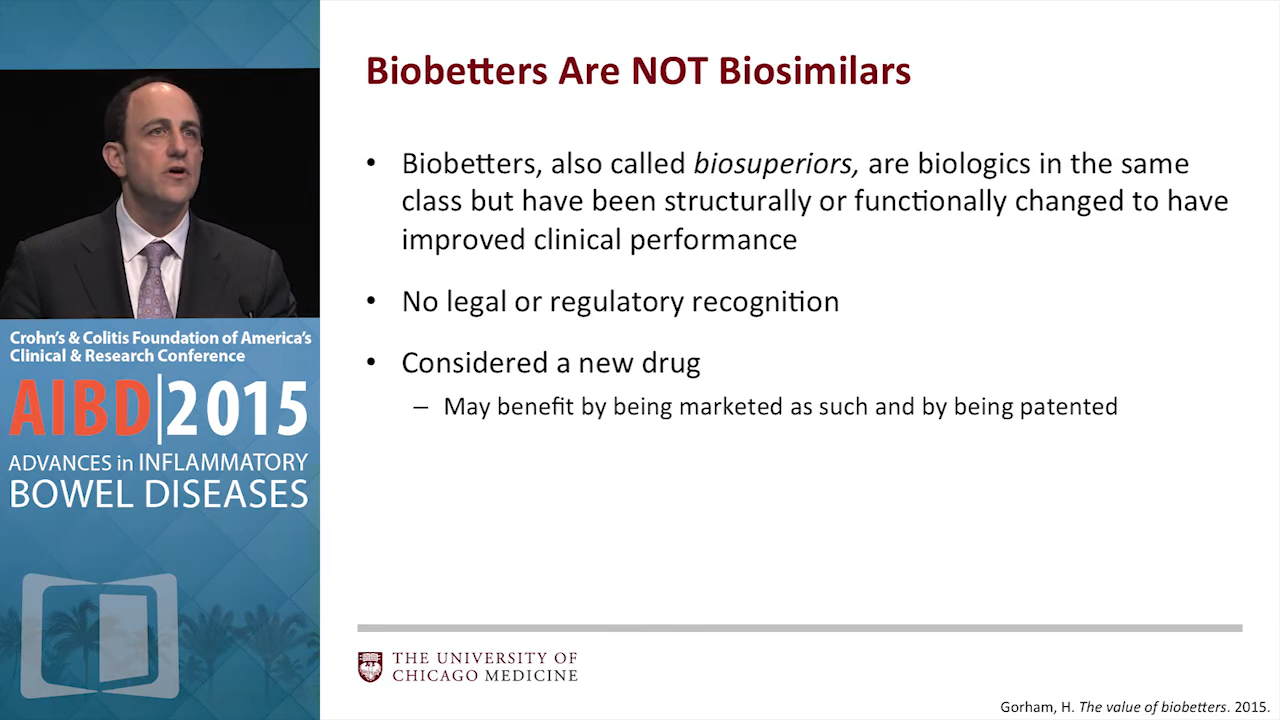 Biobetters Are NOT Biosimilars
• Biobetters, also called biosuperiors, are biologics in the same
class but have been structurally or functionally changed to have
improved clinical performance
• No legal or regulatory recognition
• Considered a new drug
– May benefit by being marketed as such and by being patented
Crohn's & Colitis Foundation of America's
Clinical & Research Conference
AIBD|2015
ADVANCES in INFLAMMATORY
BOWEL DISEASES
THE UNIVERSITY OF
CHICAGO MEDICINE
Gorham, H. The value of biobetters. 2015.